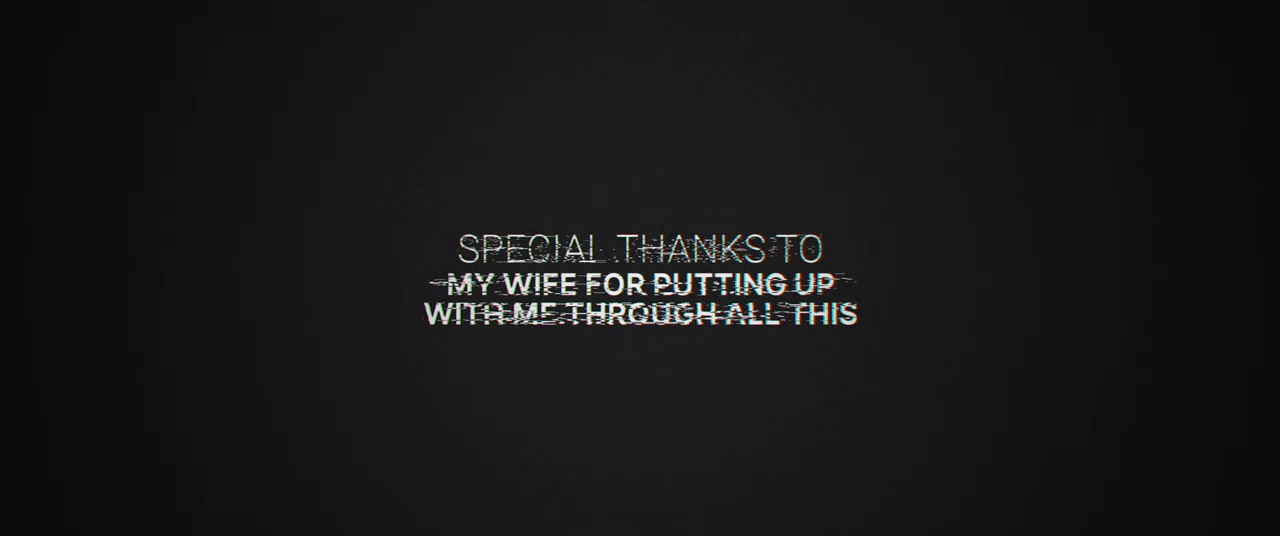 SPECIAL THANKS TO
MY WIFE FOR PUTTING UP
WITH ME THROUGH ALL THIS